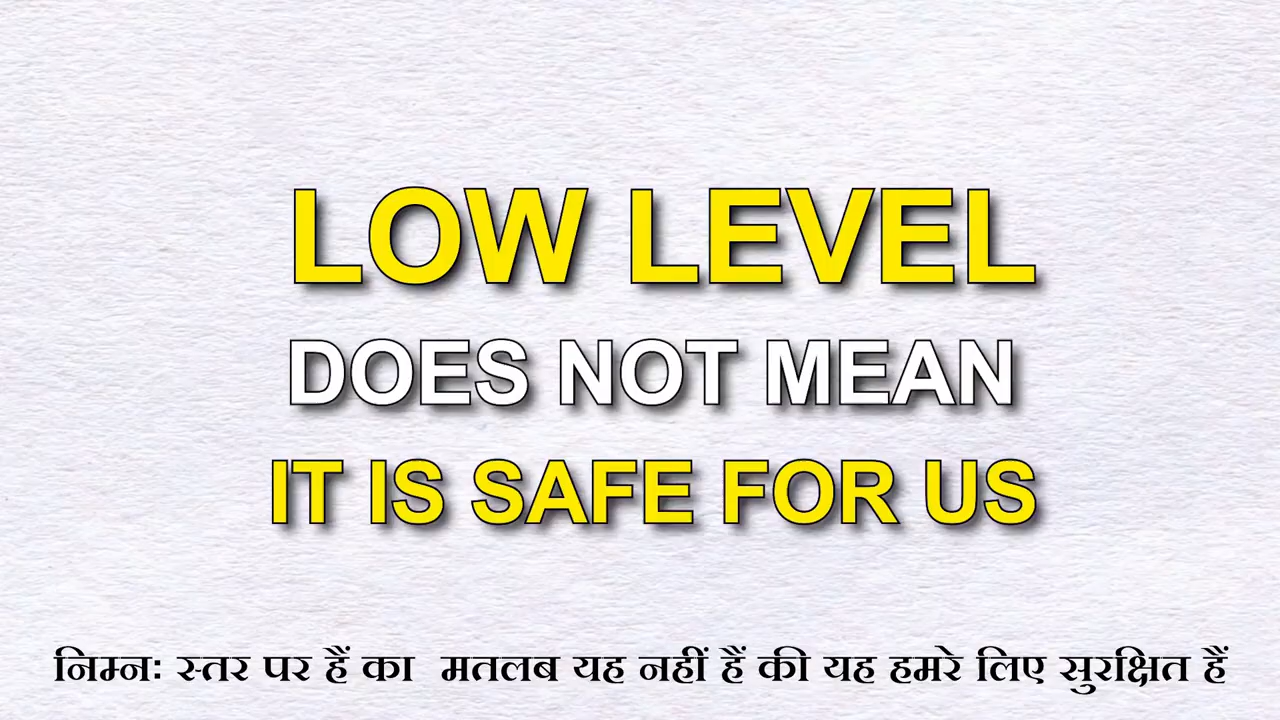 LOW LEVEL
DOES NOT MEAN
IT IS SAFE FOR US
निम्न: स्तर पर हैं का मतलब यह नहीं हैं की यह हमरे लिए सुरक्षित हैं